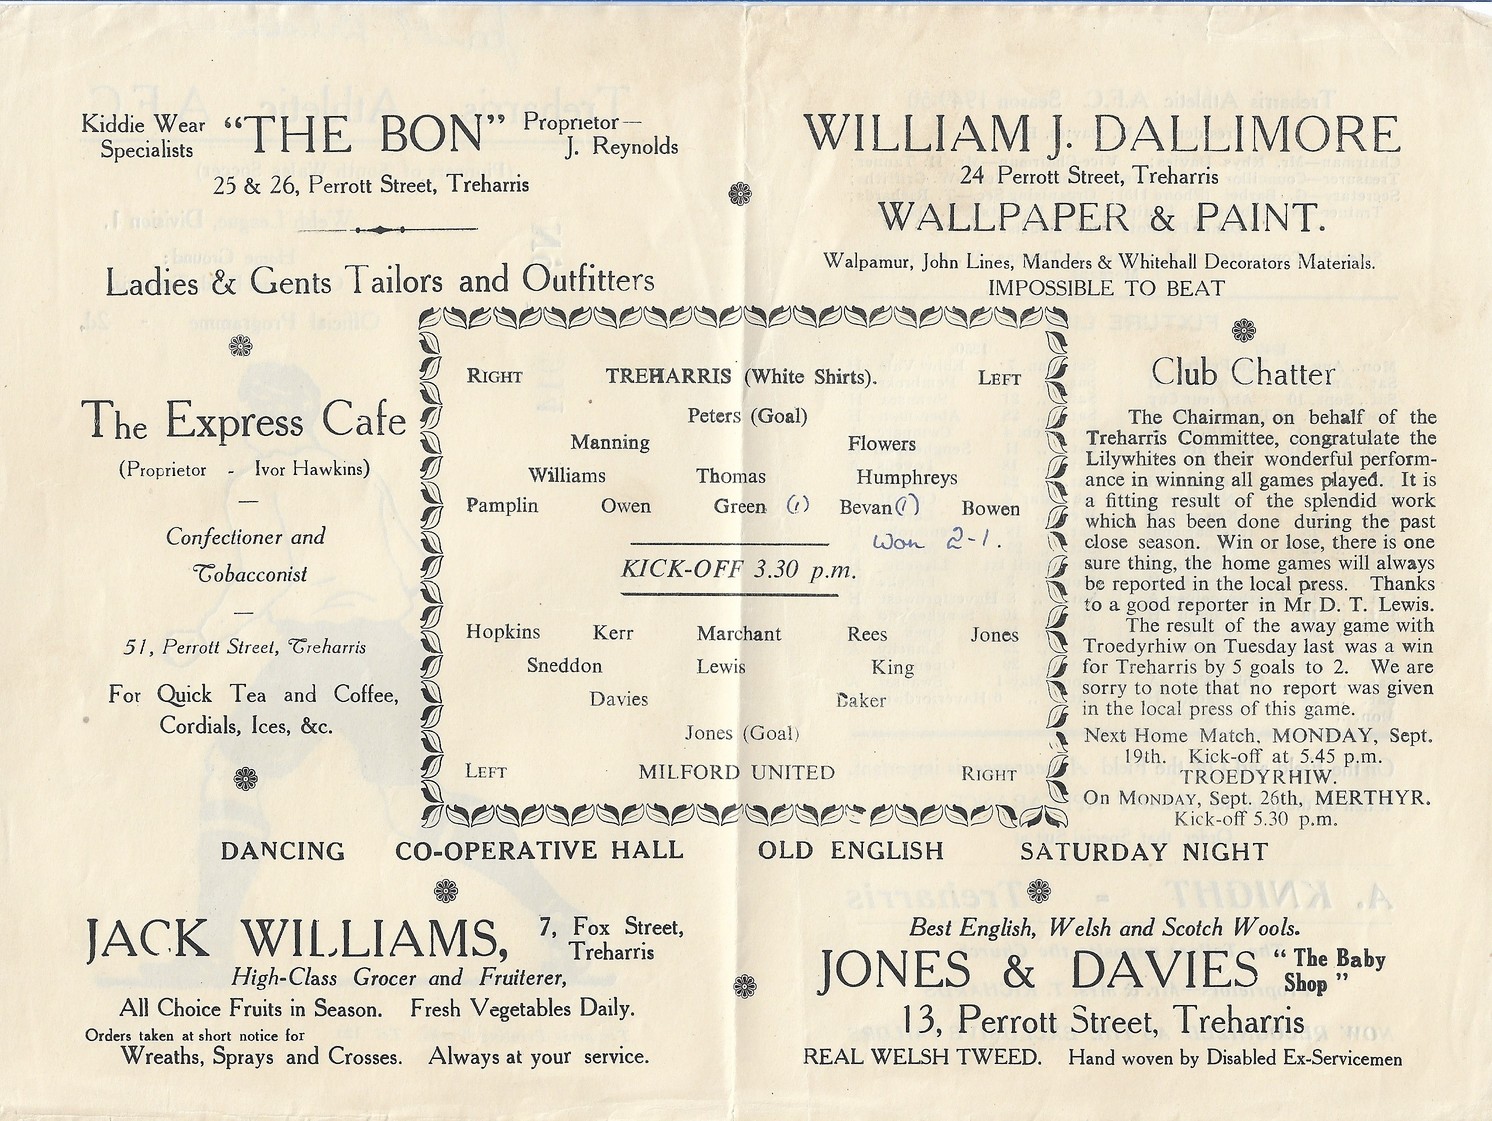 Kiddie Wear Specialists "THE BON" Proprietor— J. Reynolds
25 & 26, Perrott Street, Treharris
Ladies & Gents Tailors and Outfitters
WILLIAM J. DALLIMORE
24 Perrott Street, Treharris
WALLPAPER & PAINT.
Walpamur, John Lines, Manders & Whitehall Decorators Materials.
IMPOSSIBLE TO BEAT
The Express Cafe
(Proprietor - Ivor Hawkins)
Confectioner and
Tobacconist
51, Perrott Street, Treharris
For Quick Tea and Coffee,
Cordials, Ices, &c.
RIGHT TREHARRIS (White Shirts). LEFT
Peters (Goal)
Manning Flowers
Williams Thomas Humphreys
Pamplin Owen Green (1) Bevan (1) Bowen
Won 2-1.
KICK-OFF 3.30 p.m.
Hopkins Kerr Marchant Rees Jones
Sneddon Lewis King
Davies Baker
Jones (Goal)
LEFT MILFORD UNITED RIGHT
Club Chatter
The Chairman, on behalf of the
Treharris Committee, congratulate the
Lilywhites on their wonderful perform-
ance in winning all games played. It is
a fitting result of the splendid work
which has been done during the past
close season. Win or lose, there is one
sure thing, the home games will always
be reported in the local press. Thanks
to a good reporter in Mr D. T. Lewis.
The result of the away game with
Troedyrhiw on Tuesday last was a win
for Treharris by 5 goals to 2. We are
sorry to note that no report was given
in the local press of this game.
Next Home Match, MONDAY, Sept.
19th. Kick-off at 5.45 p.m.
TROEDYRHIW.
On MONDAY, Sept. 26th, MERTHYR.
Kick-off 5.30 p.m.
DANCING CO-OPERATIVE HALL OLD ENGLISH SATURDAY NIGHT
JACK WILLIAMS, 7, Fox Street, Treharris
High-Class Grocer and Fruiterer,
All Choice Fruits in Season. Fresh Vegetables Daily.
Orders taken at short notice for
Wreaths, Sprays and Crosses. Always at your service.
Best English, Welsh and Scotch Wools.
JONES & DAVIES "The Baby Shop"
13, Perrott Street, Treharris
REAL WELSH TWEED. Hand woven by Disabled Ex-Servicemen